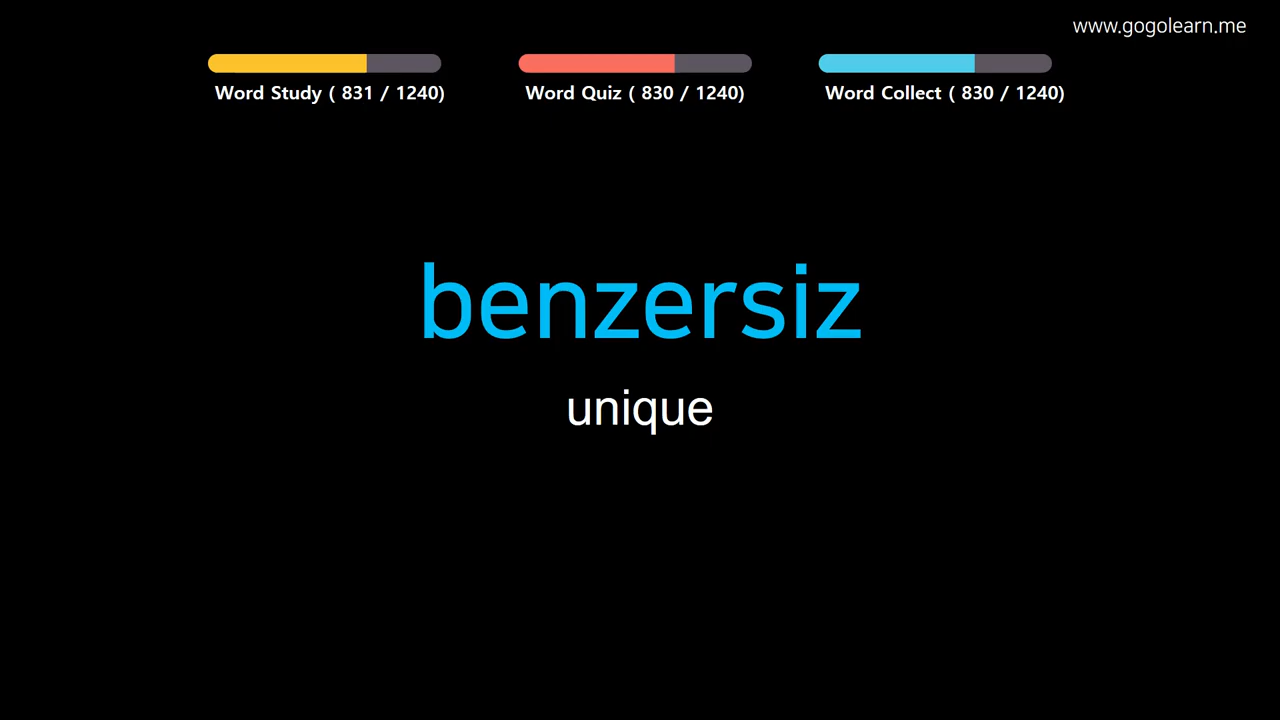 www.gogolearn.me
Word Study ( 831 / 1240)
Word Quiz ( 830 / 1240)
Word Collect ( 830 / 1240)
benzersiz
unique